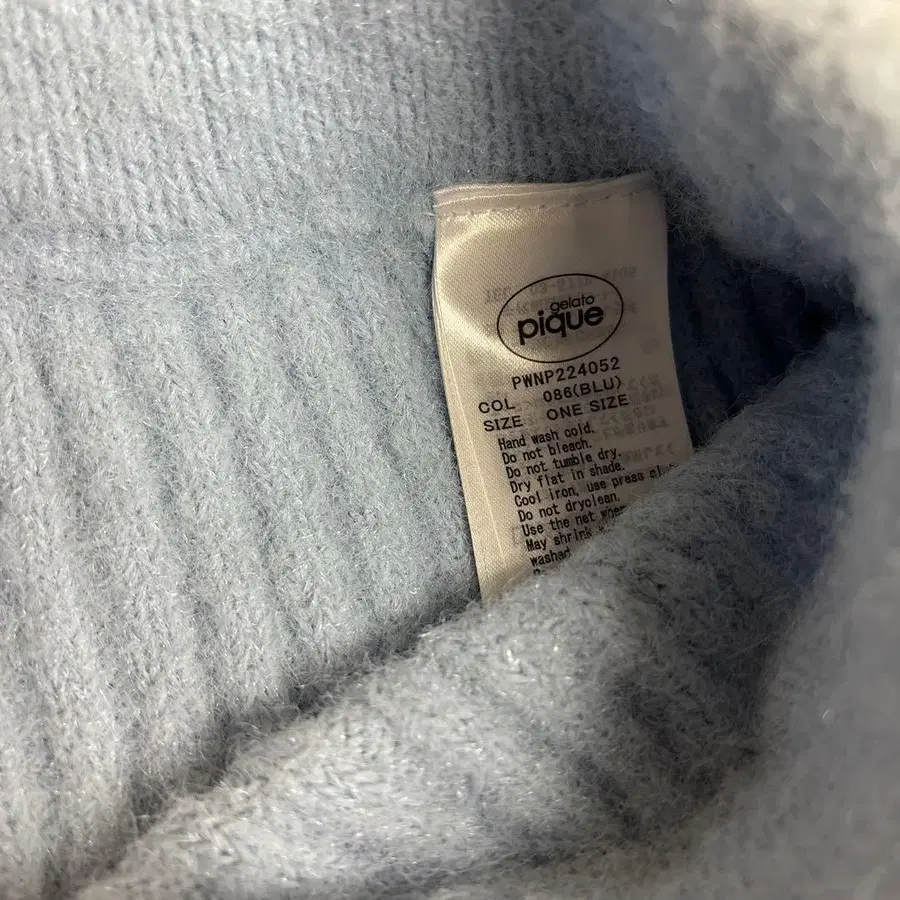 gelato
pique
PWNP224052
COL 086(BLU)
SIZE ONE SIZE
Hand wash cold.
Do not bleach.
Do not tumble dry.
Dry flat in shade.
Cool iron, use press
Do not dryclean.
Use the net
May shrink
washed